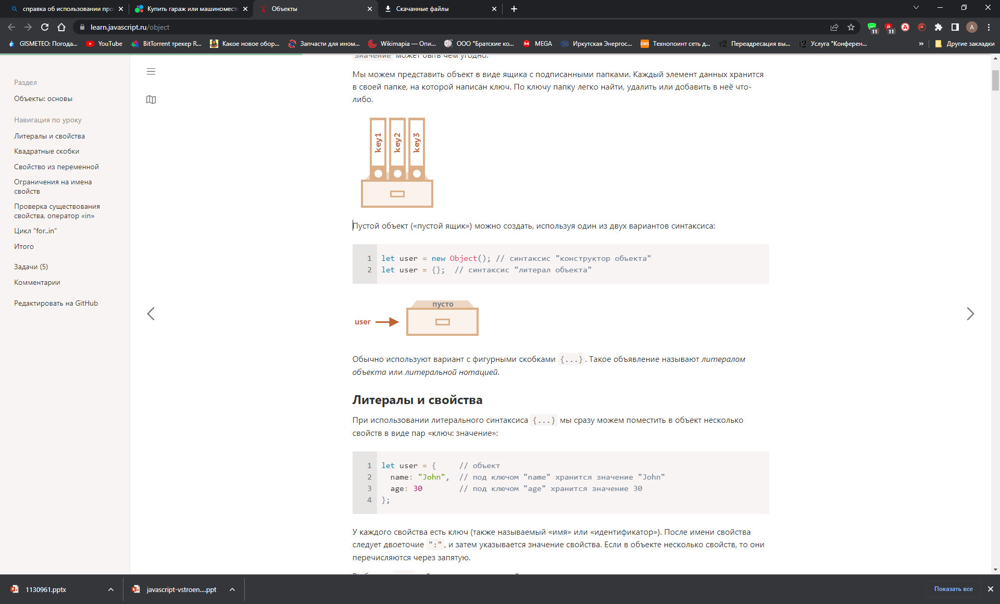 справка об использовании про
Купить гараж или машиноместо
Объекты
Скачанные файлы
learn.javascript.ru/object
A
GISMETEO: Погода...
YouTube
BitTorrent трекер R...
Какое новое обор...
Запчасти для ином...
Wikimapia — Опи...
ООО "Братские ко...
MEGA
Иркутская Энергос...
DNS
Технопоинт сеть д...
Переадресация вы...
Услуга "Конферен...
»
Другие закладки
11
11
Раздел
Объекты: основы
Навигация по уроку
Литералы и свойства
Квадратные скобки
Свойство из переменной
Ограничения на имена
свойств
Проверка существования
свойства, оператор «in»
Цикл "for..in"
Итого
Задачи (5)
Комментарии
Редактировать на GitHub
значение может быть чем угодно.
Мы можем представить объект в виде ящика с подписанными папками. Каждый элемент данных хранится
в своей папке, на которой написан ключ. По ключу папку легко найти, удалить или добавить в неё что-
либо.
key1
key2
key3
Пустой объект («пустой ящик») можно создать, используя один из двух вариантов синтаксиса:
1 let user = new Object(); // синтаксис "конструктор объекта"
2 let user = {};  // синтаксис "литерал объекта"
пусто
user
Обычно используют вариант с фигурными скобками {...}. Такое объявление называют литералом
объекта или литеральной нотацией.
Литералы и свойства
При использовании литерального синтаксиса {...} мы сразу можем поместить в объект несколько
свойств в виде пар «ключ: значение»:
1 let user = {     // объект
2   name: "John",  // под ключом "name" хранится значение "John"
3   age: 30        // под ключом "age" хранится значение 30
4 };
У каждого свойства есть ключ (также называемый «имя» или «идентификатор»). После имени свойства
следует двоеточие ":", и затем указывается значение свойства. Если в объекте несколько свойств, то они
перечисляются через запятую.
1130961.pptx
javascript-vstroen....ppt
Показать все